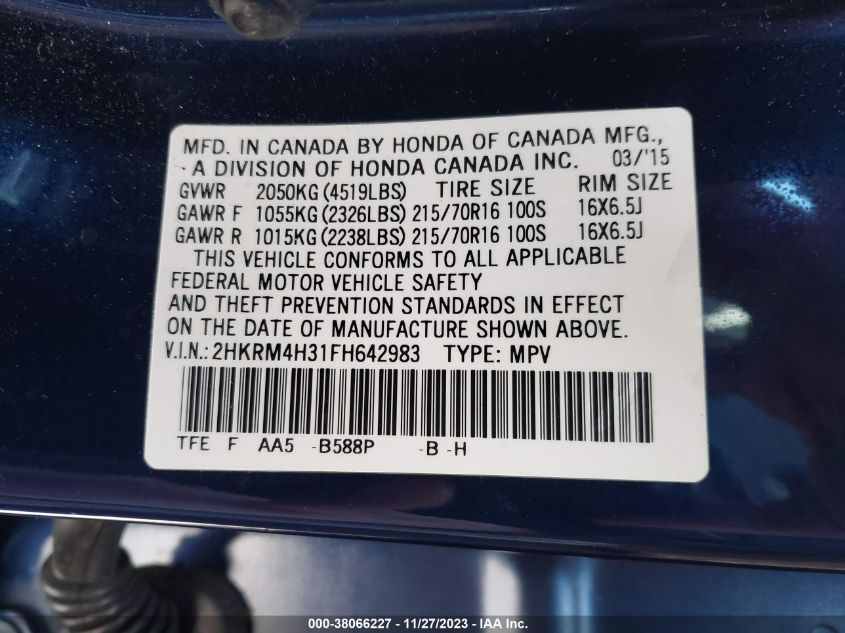 MFD. IN CANADA BY HONDA OF CANADA MFG.,
A DIVISION OF HONDA CANADA INC. 03/'15
GVWR 2050KG (4519LBS) TIRE SIZE RIM SIZE
GAWR F 1055KG (2326LBS) 215/70R16 100S 16X6.5J
GAWR R 1015KG (2238LBS) 215/70R16 100S 16X6.5J
THIS VEHICLE CONFORMS TO ALL APPLICABLE
FEDERAL MOTOR VEHICLE SAFETY
AND THEFT PREVENTION STANDARDS IN EFFECT
ON THE DATE OF MANUFACTURE SHOWN ABOVE.
V.I.N.: 2HKRM4H31FH642983 TYPE: MPV
TFE F AA5 -B588P -B -H
000-38066227 - 11/27/2023 - IAA Inc.